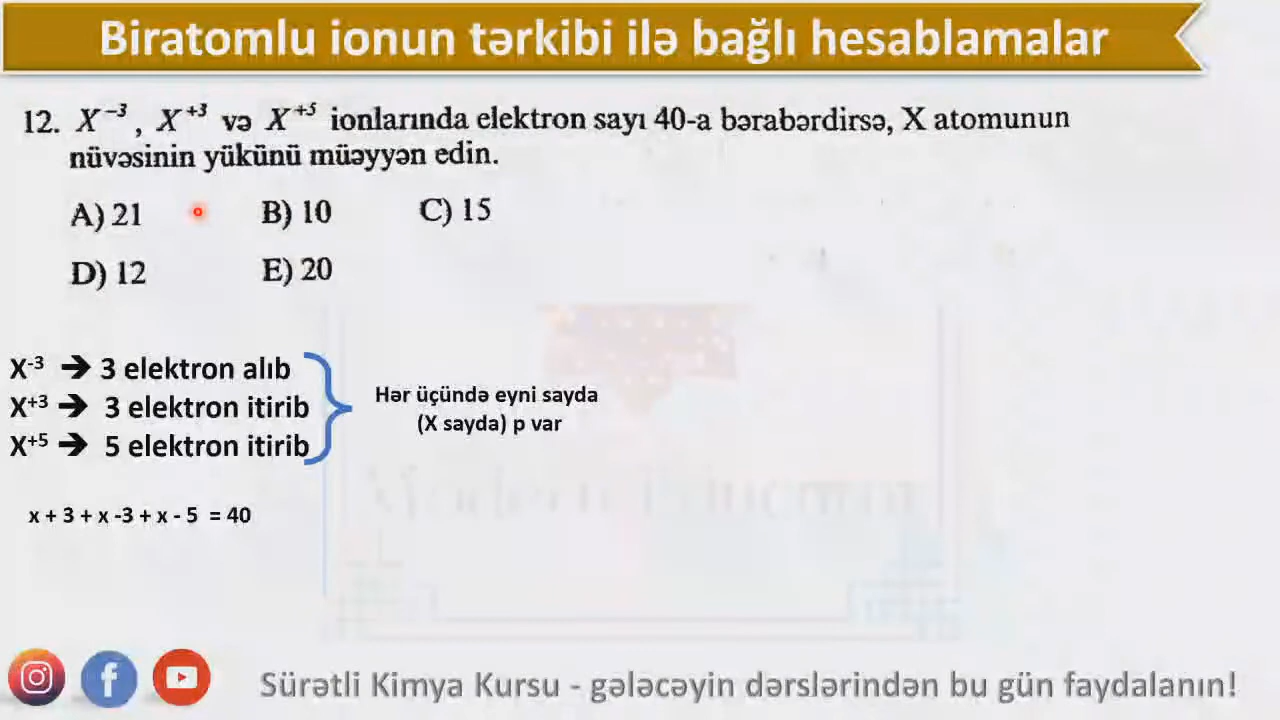 Biratomlu ionun tərkibi ilə bağlı hesablamalar
12. X⁻³, X⁺³ və X⁺⁵ ionlarında elektron sayı 40-a bərabərdirsə, X atomunun
nüvəsinin yükünü müəyyən edin.
A) 21 B) 10 C) 15
D) 12 E) 20
X⁻³ → 3 elektron alıb
X⁺³ → 3 elektron itirib
X⁺⁵ → 5 elektron itirib
Hər üçündə eyni sayda
(X sayda) p var
x + 3 + x -3 + x - 5 = 40
Sürətli Kimya Kursu - gələcəyin dərslərindən bu gün faydalanın!